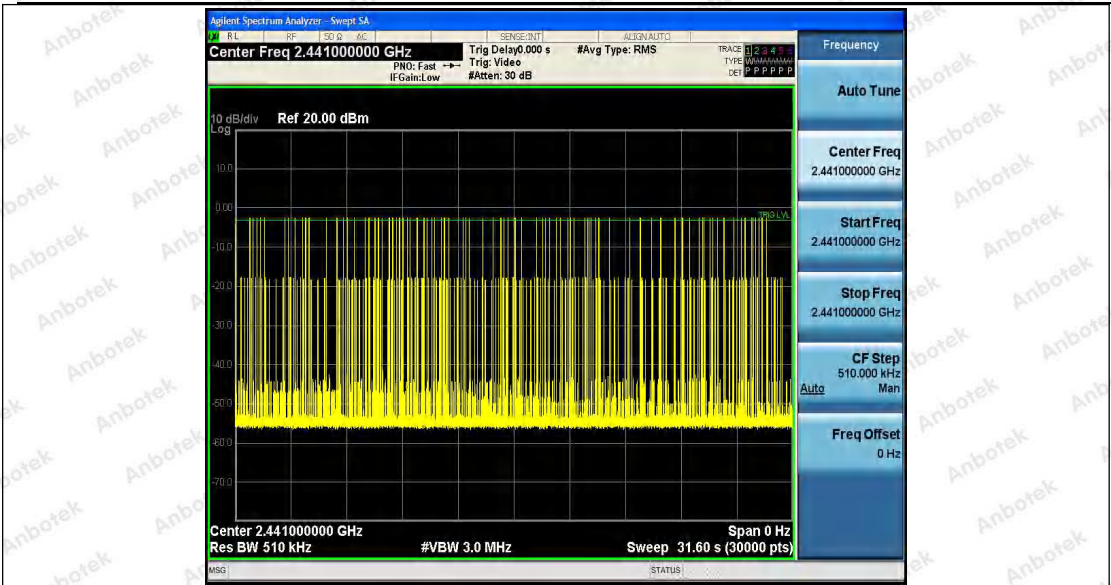 Agilent Spectrum Analyzer - Swept SA
RL RF 50 Ω AC SENSE:INT ALIGNAUTO
Center Freq 2.441000000 GHz
PNO: Fast
IFGain:Low
Trig Delay0.000 s
Trig: Video
#Atten: 30 dB
#Avg Type: RMS
TRACE 1 2 3 4 5 6
TYPE
DET P P P P P P
10 dB/div Ref 20.00 dBm
Log
10.0
0.00
TRIG LVL
-10.0
-20.0
-30.0
-40.0
-50.0
-60.0
-70.0
Center 2.441000000 GHz
Span 0 Hz
Res BW 510 kHz
#VBW 3.0 MHz
Sweep 31.60 s (30000 pts)
MSG
STATUS
Frequency
Auto Tune
Center Freq
2.441000000 GHz
Start Freq
2.441000000 GHz
Stop Freq
2.441000000 GHz
CF Step
510.000 kHz
Auto Man
Freq Offset
0 Hz
Anbotek